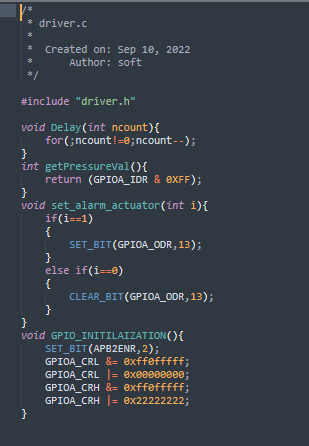 /*
 * driver.c
 *
 *  Created on: Sep 10, 2022
 *      Author: soft
 */

#include "driver.h"

void Delay(int ncount){
    for(;ncount!=0;ncount--);
}
int getPressureVal(){
    return (GPIOA_IDR & 0XFF);
}
void set_alarm_actuator(int i){
    if(i==1)
    {
        SET_BIT(GPIOA_ODR,13);
    }
    else if(i==0)
    {
        CLEAR_BIT(GPIOA_ODR,13);
    }
}
void GPIO_INITILAIZATION(){
    SET_BIT(APB2ENR,2);
    GPIOA_CRL &= 0xff0fffff;
    GPIOA_CRL |= 0x00000000;
    GPIOA_CRH &= 0xff0fffff;
    GPIOA_CRH |= 0x22222222;
}